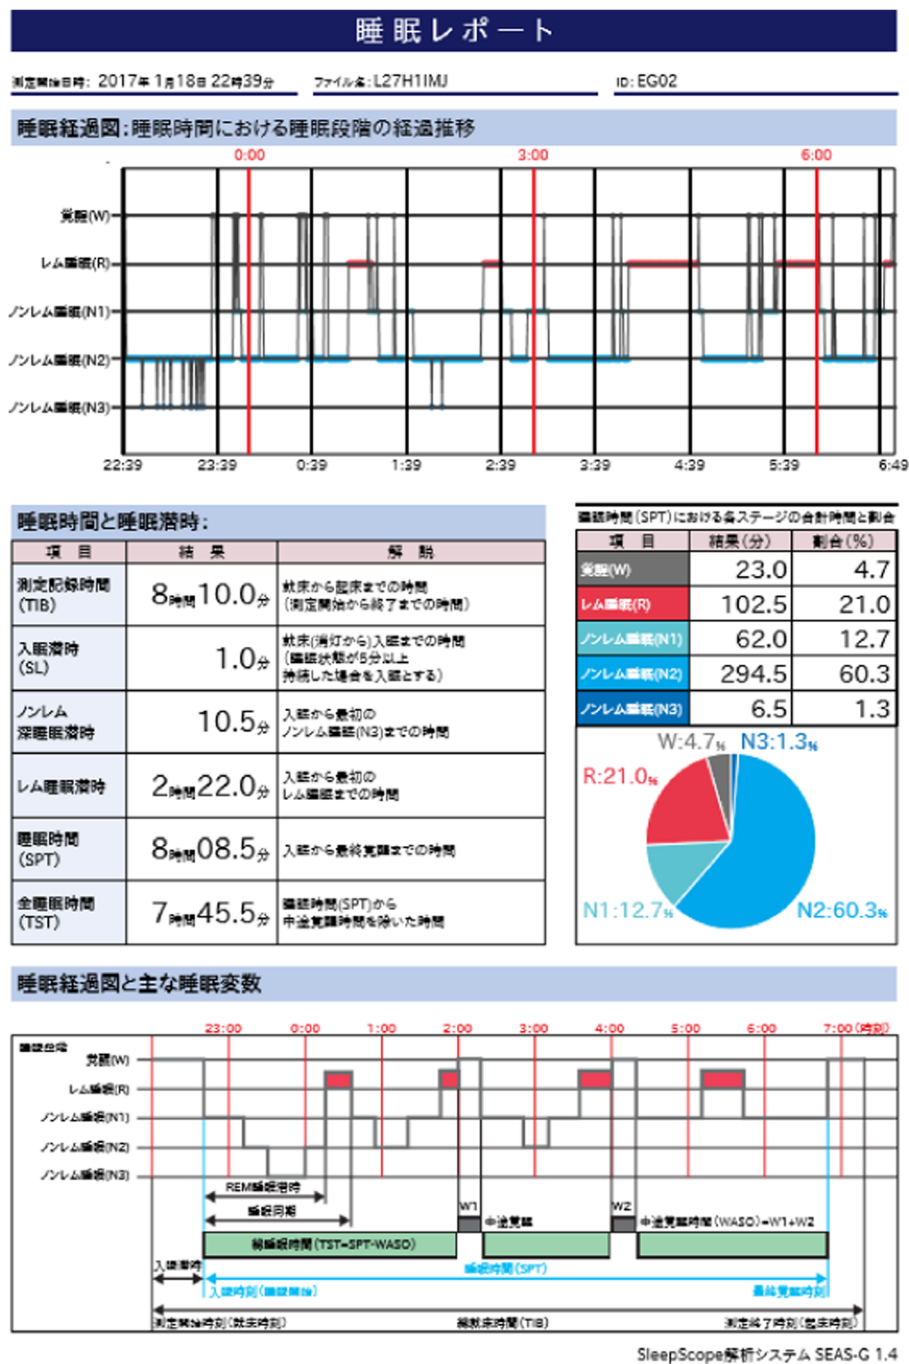 睡眠レポート
測定開始日時: 2017年 1月18日 22時39分 ファイル名: L27H1IMJ ID: EG02
睡眠経過図:睡眠時間における睡眠段階の経過推移
0:00 3:00 6:00
覚醒(W)
レム睡眠(R)
ノンレム睡眠(N1)
ノンレム睡眠(N2)
ノンレム睡眠(N3)
22:39 23:39 0:39 1:39 2:39 3:39 4:39 5:39 6:49
睡眠時間と睡眠潜時:
項 目 結 果 解 説
測定記録時間
(TIB)
8時間10.0分
就床から起床までの時間
(測定開始から終了までの時間)
入眠潜時
(SL)
1.0分
就床(消灯から)入眠までの時間
(睡眠状態が5分以上
持続した場合を入眠とする)
ノンレム
深睡眠潜時
10.5分
入眠から最初の
ノンレム睡眠(N3)までの時間
レム睡眠潜時
2時間22.0分
入眠から最初の
レム睡眠までの時間
睡眠時間
(SPT)
8時間08.5分
入眠から最終覚醒までの時間
全睡眠時間
(TST)
7時間45.5分
睡眠時間(SPT)から
中途覚醒時間を除いた時間
睡眠時間(SPT)における各ステージの合計時間と割合
項 目 結果(分) 割合(%)
覚醒(W) 23.0 4.7
レム睡眠(R) 102.5 21.0
ノンレム睡眠(N1) 62.0 12.7
ノンレム睡眠(N2) 294.5 60.3
ノンレム睡眠(N3) 6.5 1.3
W:4.7% N3:1.3%
R:21.0%
N1:12.7% N2:60.3%
睡眠経過図と主な睡眠変数
23:00 0:00 1:00 2:00 3:00 4:00 5:00 6:00 7:00(時刻)
睡眠段階
覚醒(W)
レム睡眠(R)
ノンレム睡眠(N1)
ノンレム睡眠(N2)
ノンレム睡眠(N3)
REM睡眠潜時
睡眠周期
W1 W2
中途覚醒 中途覚醒時間(WASO)=W1+W2
総睡眠時間(TST=SPT-WASO)
入眠潜時 睡眠時間(SPT)
入眠時刻(睡眠開始) 最終覚醒時刻
測定開始時刻(就床時刻) 総就床時間(TIB) 測定終了時刻(起床時刻)
SleepScope解析システム SEAS-G 1.4